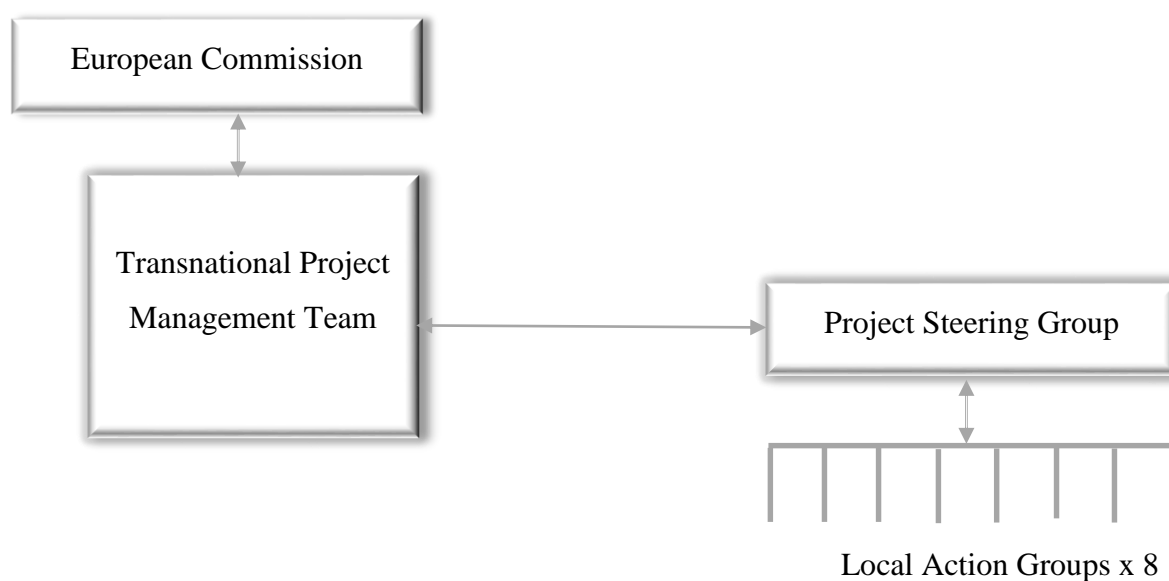 European Commission
Transnational Project
Management Team
Project Steering Group
Local Action Groups x 8